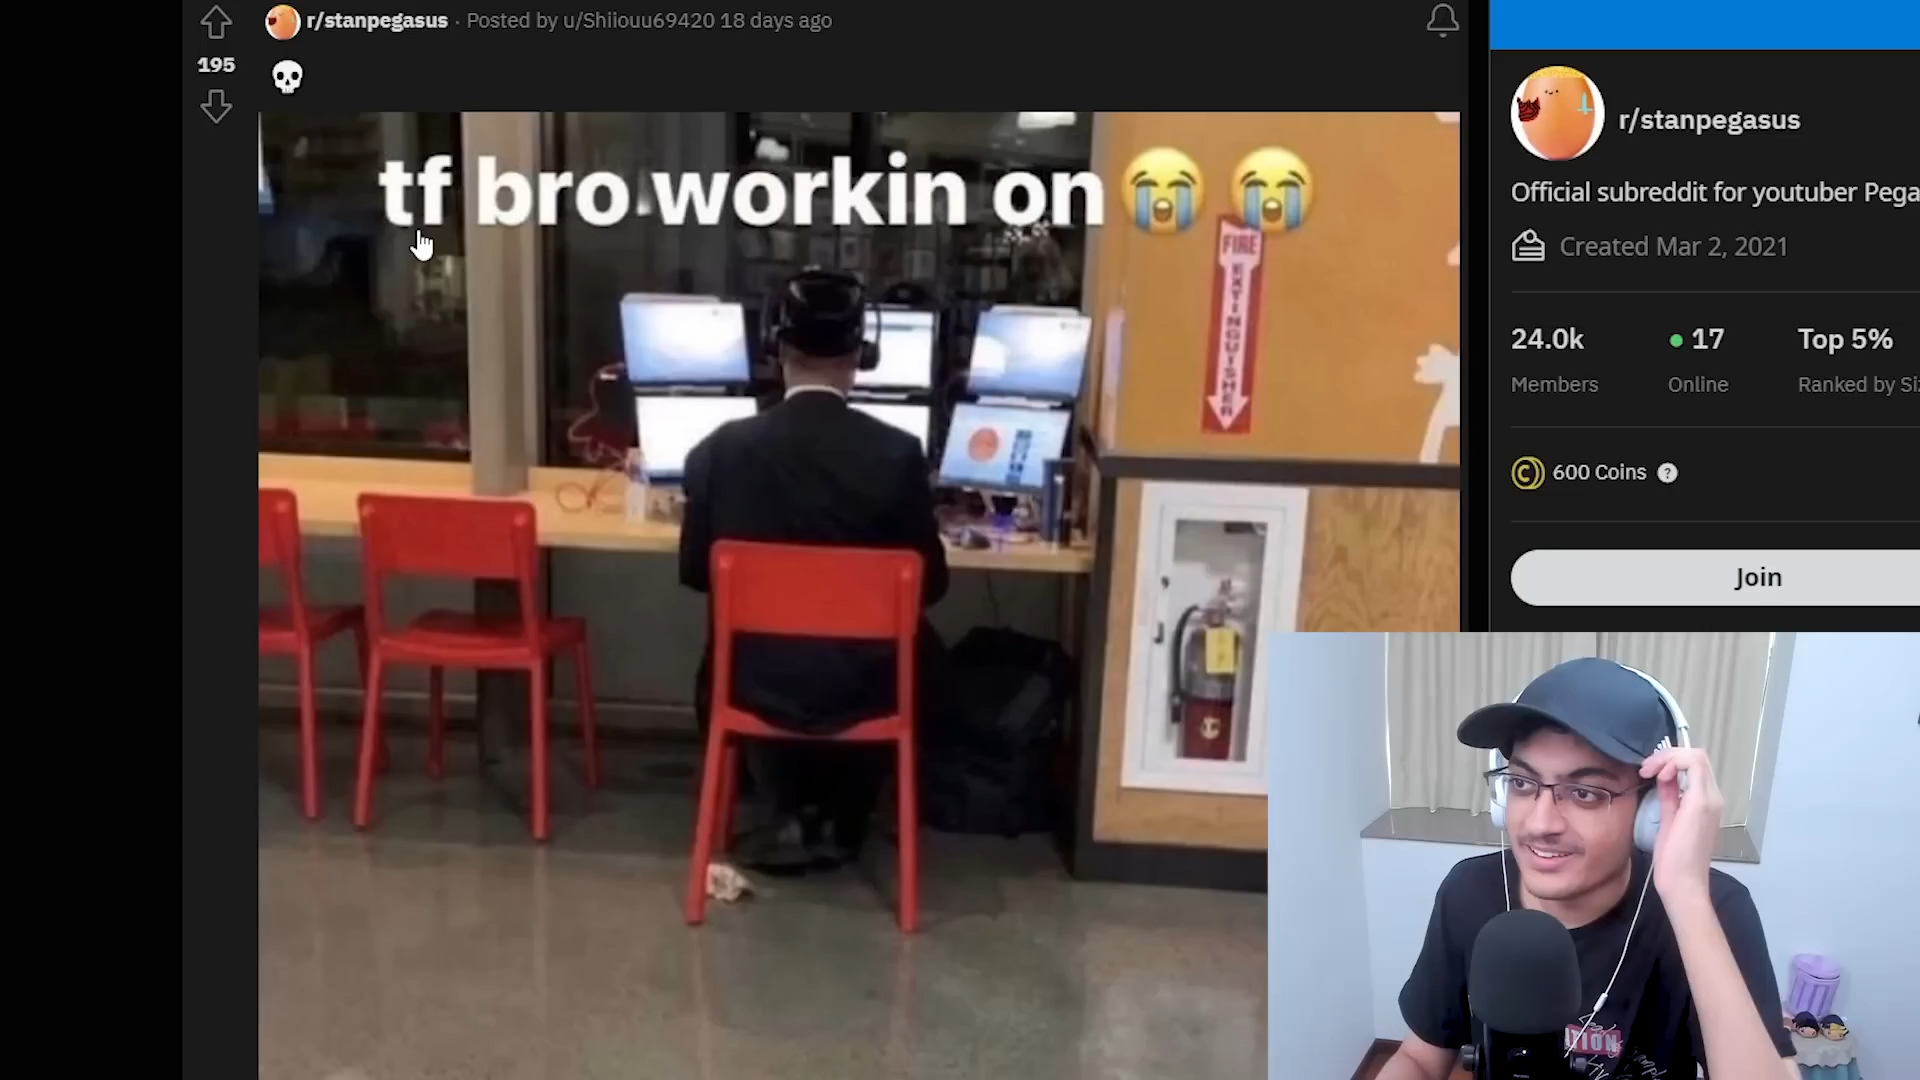 r/stanpegasus · Posted by u/Shiiouu69420 18 days ago
195
tf bro workin on
FIRE
EXTINGUISHER
r/stanpegasus
Official subreddit for youtuber Pega
Created Mar 2, 2021
24.0k 17 Top 5%
Members Online Ranked by Si
600 Coins
Join